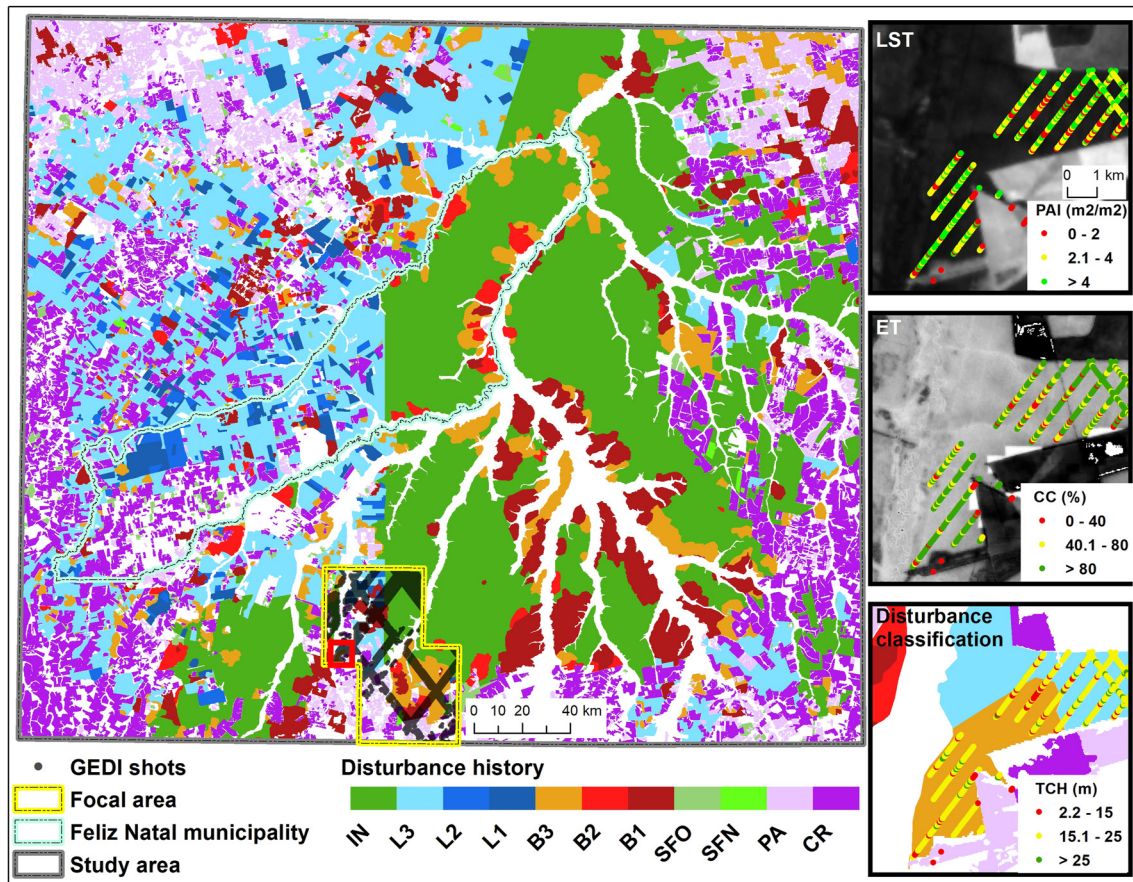 LST
0 1 km
PAI (m2/m2)
0 - 2
2.1 - 4
> 4
ET
CC (%)
0 - 40
40.1 - 80
> 80
Disturbance
classification
TCH (m)
2.2 - 15
15.1 - 25
> 25
0 10 20 40 km
GEDI shots
Focal area
Feliz Natal municipality
Study area
Disturbance history
IN L3 L2 L1 B3 B2 B1 SFO SFN PA CR